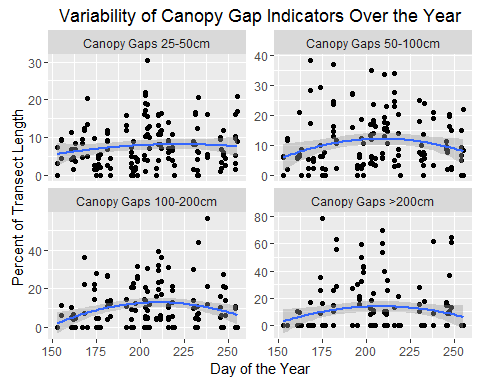 Variability of Canopy Gap Indicators Over the Year
Canopy Gaps 25-50cm
Canopy Gaps 50-100cm
30
20
10
0
40
30
20
10
0
Percent of Transect Length
Canopy Gaps 100-200cm
Canopy Gaps >200cm
40
20
0
80
60
40
20
0
150 175 200 225 250
150 175 200 225 250
Day of the Year